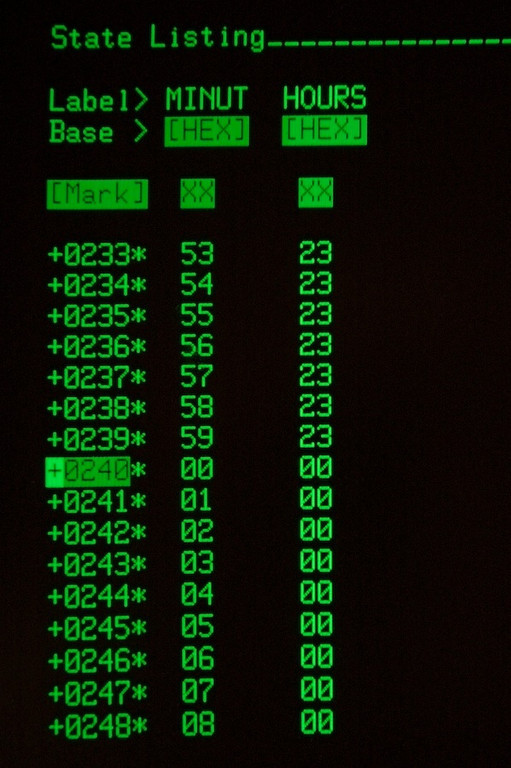 State Listing
Label> MINUT HOURS
Base > [HEX] [HEX]
[Mark] XX XX
+0233* 53 23
+0234* 54 23
+0235* 55 23
+0236* 56 23
+0237* 57 23
+0238* 58 23
+0239* 59 23
+0240* 00 00
+0241* 01 00
+0242* 02 00
+0243* 03 00
+0244* 04 00
+0245* 05 00
+0246* 06 00
+0247* 07 00
+0248* 08 00